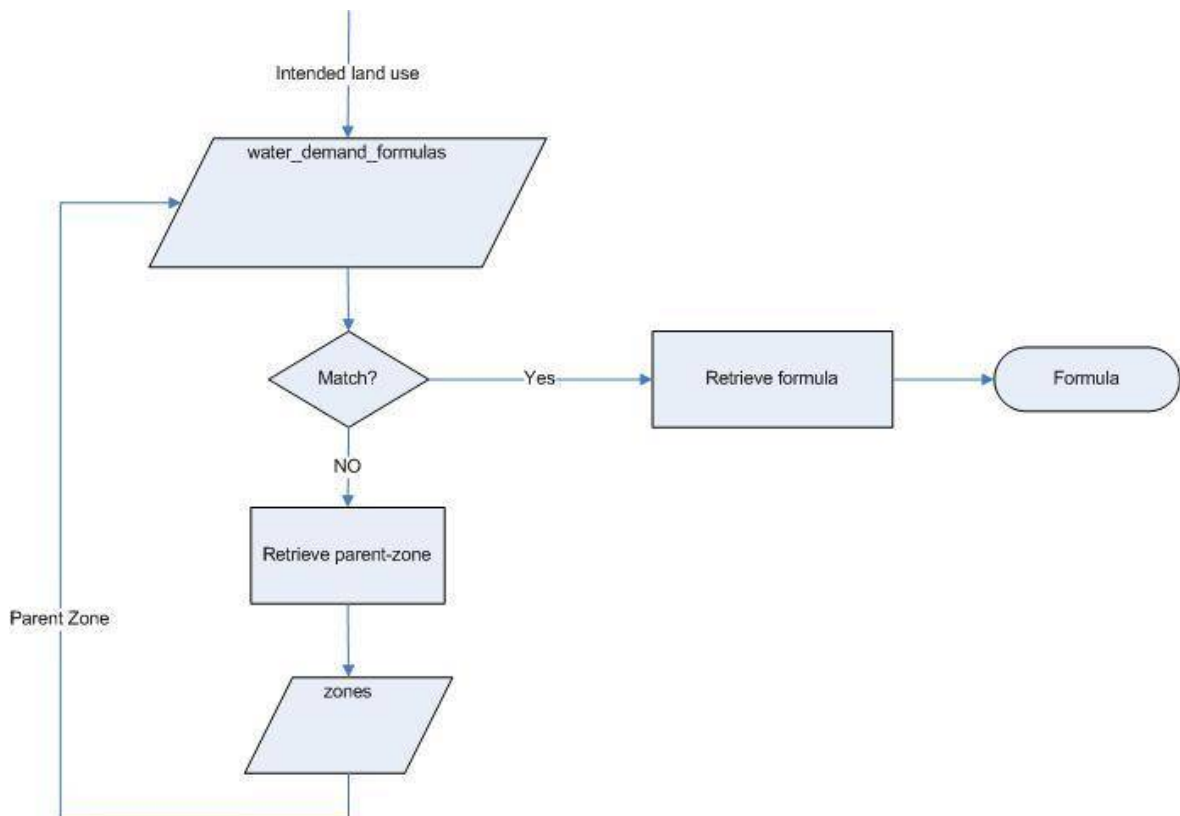 Intended land use
water_demand_formulas
Match?
Yes
Retrieve formula
Formula
NO
Retrieve parent-zone
Parent Zone
zones